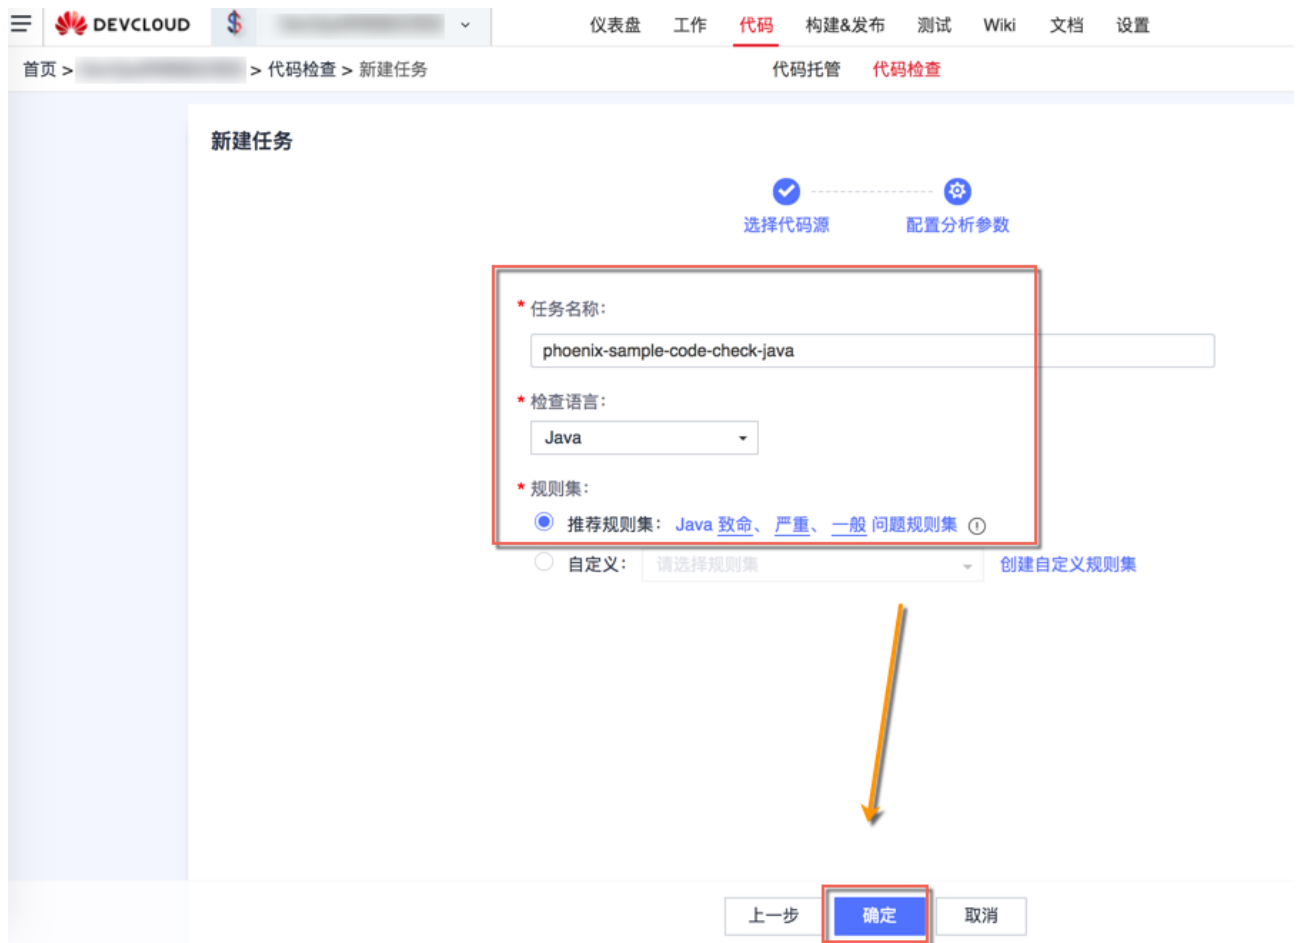 DEVCLOUD 仪表盘 工作 代码 构建&发布 测试 Wiki 文档 设置
首页 > > 代码检查 > 新建任务 代码托管 代码检查
新建任务
选择代码源 配置分析参数
* 任务名称:
phoenix-sample-code-check-java
* 检查语言:
Java
* 规则集:
推荐规则集: Java 致命、 严重、 一般 问题规则集
自定义: 请选择规则集 创建自定义规则集
上一步 确定 取消